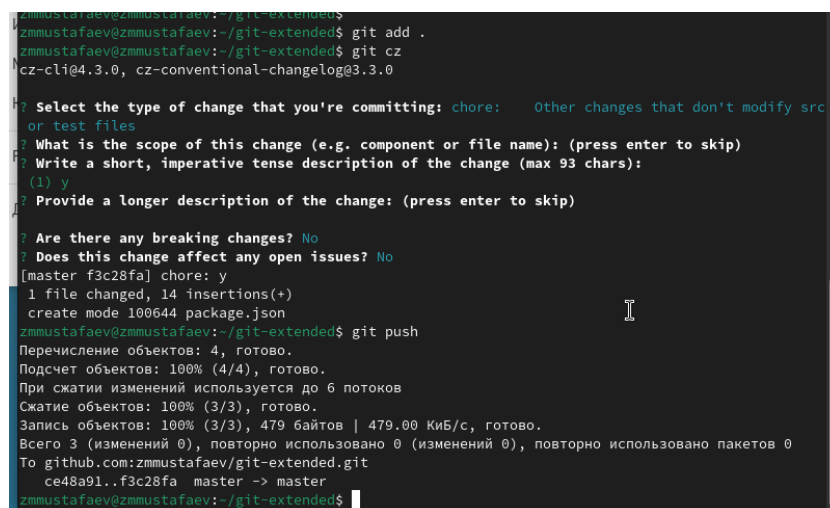 zmmustafaev@zmmustafaev:~/git-extended$
zmmustafaev@zmmustafaev:~/git-extended$ git add .
zmmustafaev@zmmustafaev:~/git-extended$ git cz
cz-cli@4.3.0, cz-conventional-changelog@3.3.0
? Select the type of change that you're committing: chore:    Other changes that don't modify src
or test files
? What is the scope of this change (e.g. component or file name): (press enter to skip)
? Write a short, imperative tense description of the change (max 93 chars):
(1) y
? Provide a longer description of the change: (press enter to skip)
? Are there any breaking changes? No
? Does this change affect any open issues? No
[master f3c28fa] chore: y
1 file changed, 14 insertions(+)
create mode 100644 package.json
zmmustafaev@zmmustafaev:~/git-extended$ git push
Перечисление объектов: 4, готово.
Подсчет объектов: 100% (4/4), готово.
При сжатии изменений используется до 6 потоков
Сжатие объектов: 100% (3/3), готово.
Запись объектов: 100% (3/3), 479 байтов | 479.00 КиБ/с, готово.
Всего 3 (изменений 0), повторно использовано 0 (изменений 0), повторно использовано пакетов 0
To github.com:zmmustafaev/git-extended.git
ce48a91..f3c28fa  master -> master
zmmustafaev@zmmustafaev:~/git-extended$